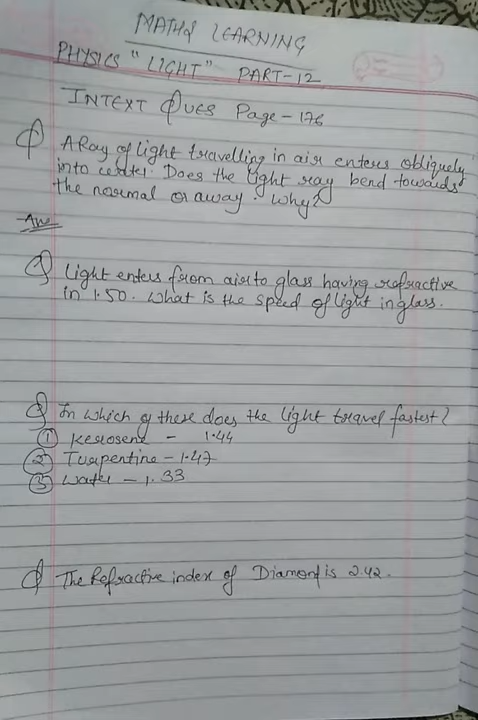 MATHS LEARNING
PHYSICS "LIGHT" PART-12
INTEXT QUES Page-176
Q A Ray of light travelling in air enters obliquely
into water. Does the light ray bend towards
the normal or away. Why?
Ans
Q Light enters from air to glass having refractive
in 1.50. What is the speed of light in glass.
Q In which of these does the light travel fastest?
① Kerosene - 1.44
② Turpentine - 1.47
③ Water - 1.33
Q The Refractive index of Diamond is 2.42.